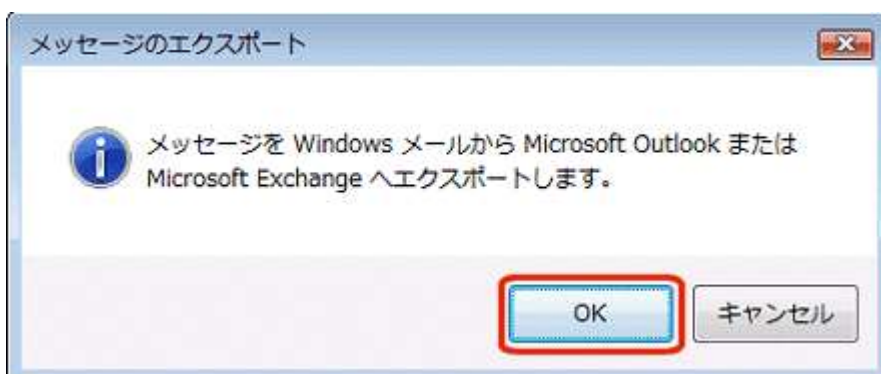 メッセージのエクスポート
メッセージを Windows メールから Microsoft Outlook または
Microsoft Exchange へエクスポートします。
OK
キャンセル